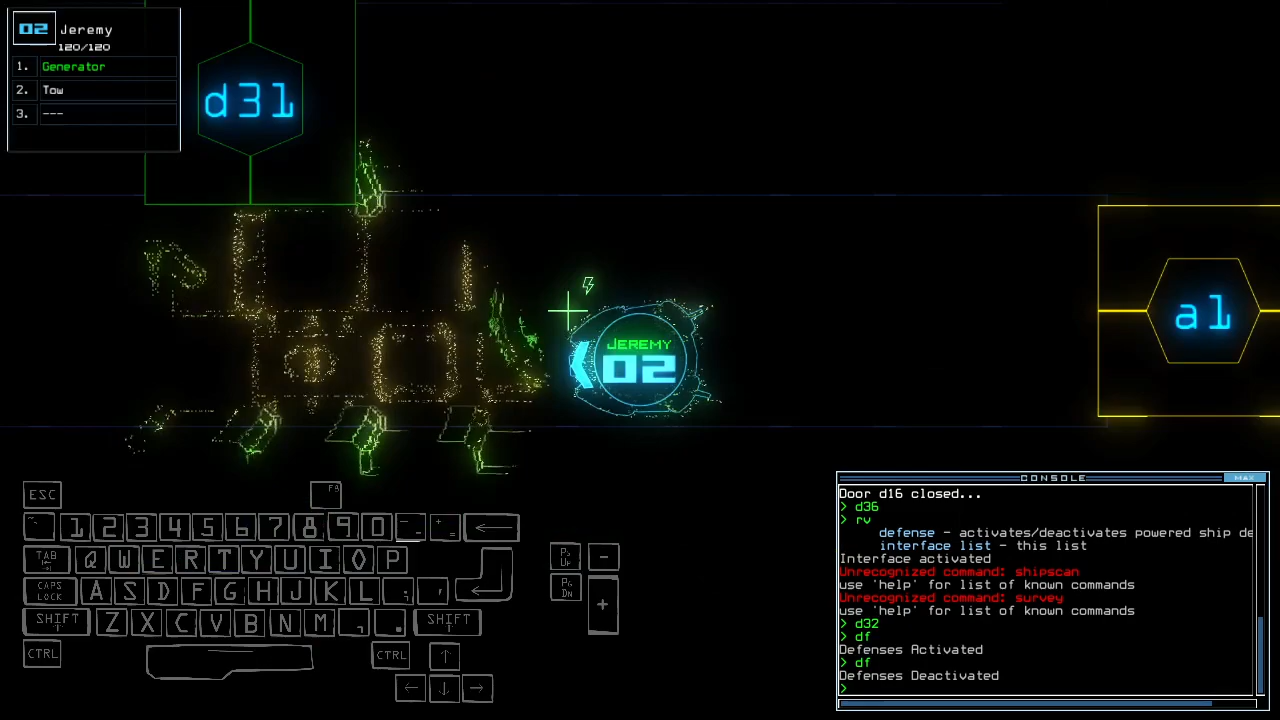 02 Jeremy
120/120
1. Generator
2. Tow
3. ---
d31
JEREMY
02
a1
CONSOLE
MAX
Door d16 closed...
> d36
> rv
defense - activates/deactivates powered ship de
interface list - this list
Interface activated
Unrecognized command: shipscan
use 'help' for list of known commands
Unrecognized command: survey
use 'help' for list of known commands
> d32
> df
Defenses Activated
> df
Defenses Deactivated
>
ESC F9
~ 1 2 3 4 5 6 7 8 9 0 - _ + =
TAB Q W E R T Y U I O P
CAPS LOCK A S D F G H J K L ; '
SHIFT Z X C V B N M , . SHIFT
CTRL CTRL
Pg Up -
Pg Dn +